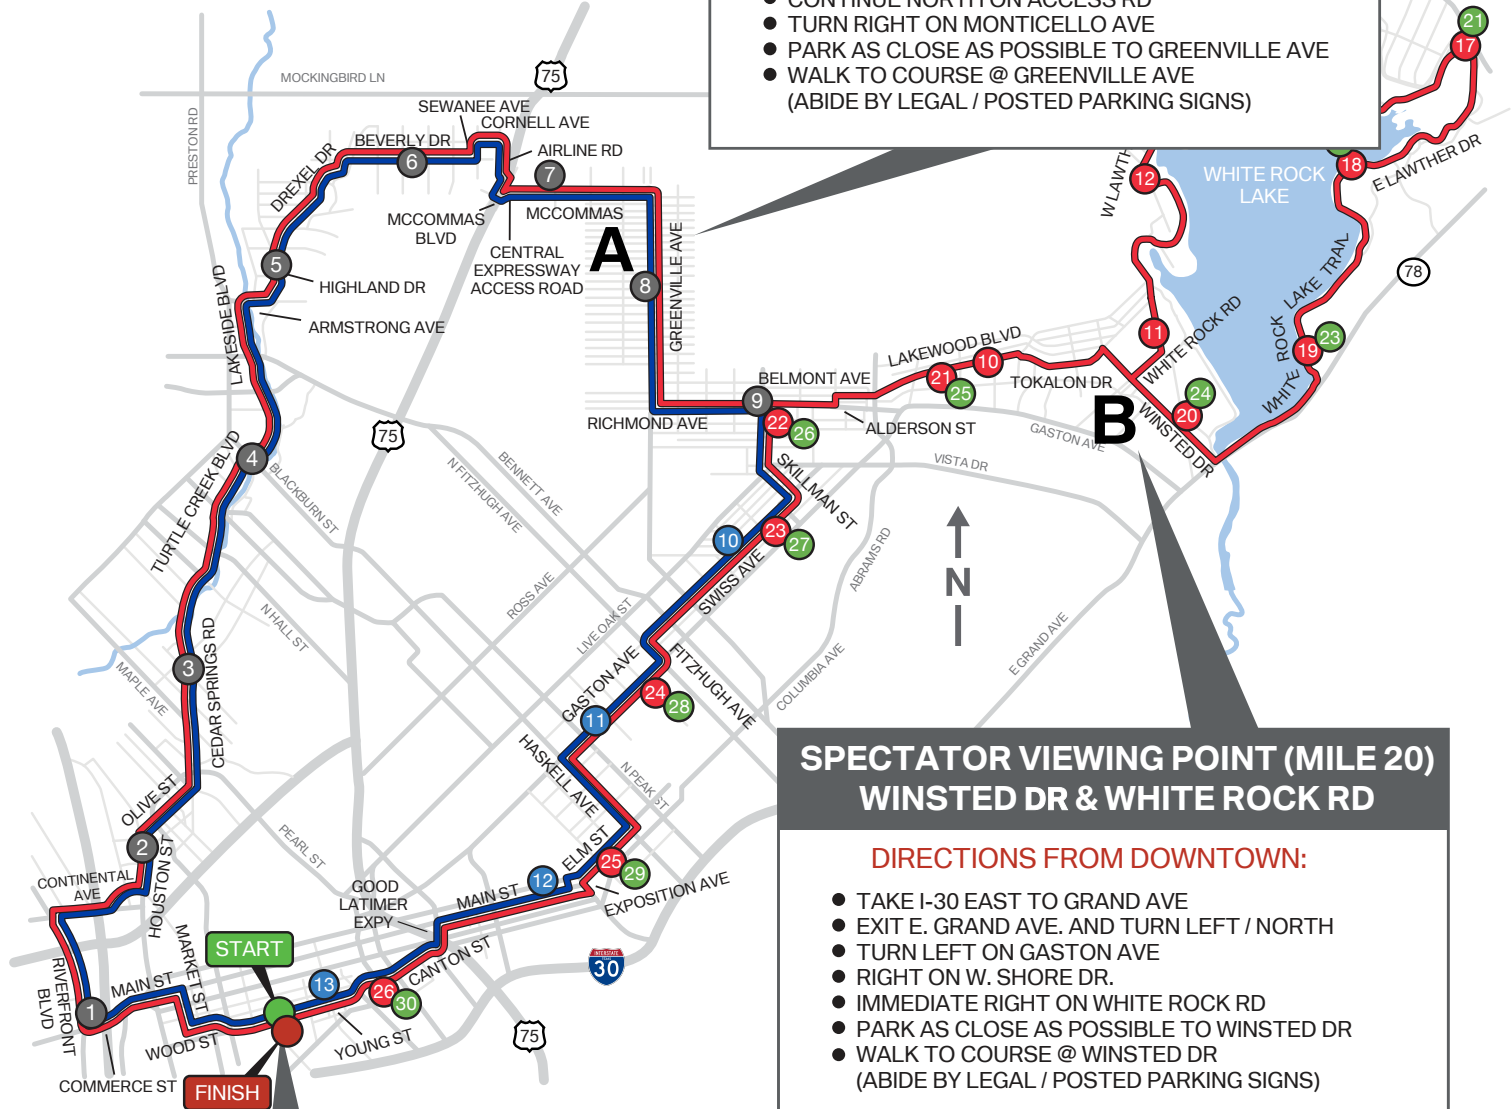 CONTINUE NORTH ON ACCESS RD
TURN RIGHT ON MONTICELLO AVE
PARK AS CLOSE AS POSSIBLE TO GREENVILLE AVE
WALK TO COURSE @ GREENVILLE AVE
(ABIDE BY LEGAL / POSTED PARKING SIGNS)
21
17
MOCKINGBIRD LN
75
PRESTON RD
SEWANEE AVE
CORNELL AVE
BEVERLY DR
6
AIRLINE RD
7
DREXEL DR
MCCOMMAS
BLVD
MCCOMMAS
CENTRAL
EXPRESSWAY
ACCESS ROAD
A
8
GREENVILLE AVE
W LAWTH
12
WHITE ROCK
LAKE
18
E LAWTHER DR
78
5
HIGHLAND DR
ARMSTRONG AVE
LAKESIDE BLVD
WHITE ROCK LAKE TRAIL
19
23
11
WHITE ROCK RD
LAKEWOOD BLVD
10
21
25
TOKALON DR
BELMONT AVE
9
RICHMOND AVE
22
26
ALDERSON ST
GASTON AVE
B
24
20
WINSTED DR
VISTA DR
75
4
TURTLE CREEK BLVD
BLACKBURN ST
N FITZHUGH AVE
BENNETT AVE
SKILLMAN ST
10
23
27
SWISS AVE
ABRAMS RD
N
ROSS AVE
LIVE OAK ST
N HALL ST
MAPLE AVE
3
CEDAR SPRINGS RD
GASTON AVE
FITZHUGH AVE
24
28
11
COLUMBIA AVE
E GRAND AVE
HASKELL AVE
N PEAK ST
OLIVE ST
2
HOUSTON ST
PEARL ST
CONTINENTAL
AVE
GOOD
LATIMER
EXPY
MAIN ST
12
ELM ST
25
29
EXPOSITION AVE
MARKET ST
START
RIVERFRONT
BLVD
1
MAIN ST
13
26
30
CANTON ST
INTERSTATE
30
WOOD ST
YOUNG ST
75
COMMERCE ST
FINISH
SPECTATOR VIEWING POINT (MILE 20)
WINSTED DR & WHITE ROCK RD
DIRECTIONS FROM DOWNTOWN:
TAKE I-30 EAST TO GRAND AVE
EXIT E. GRAND AVE. AND TURN LEFT / NORTH
TURN LEFT ON GASTON AVE
RIGHT ON W. SHORE DR.
IMMEDIATE RIGHT ON WHITE ROCK RD
PARK AS CLOSE AS POSSIBLE TO WINSTED DR
WALK TO COURSE @ WINSTED DR
(ABIDE BY LEGAL / POSTED PARKING SIGNS)